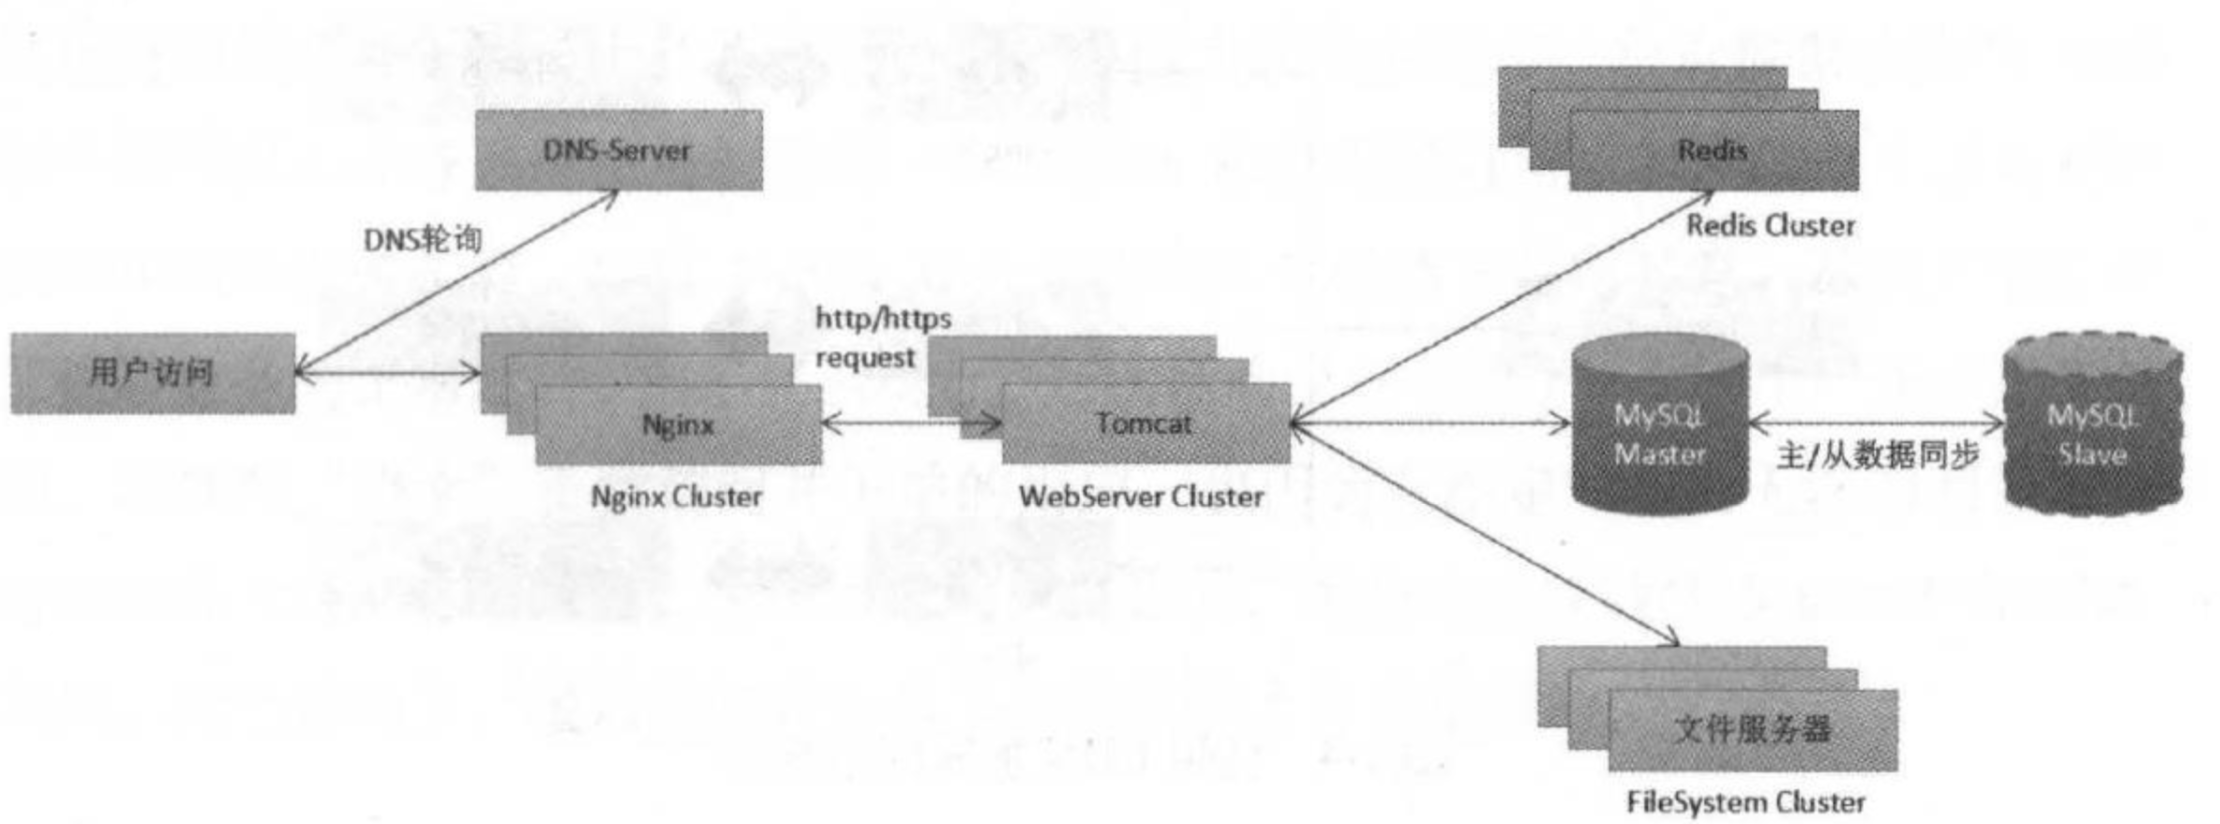 DNS-Server
Redis
Redis Cluster
DNS轮询
用户访问
http/https
request
Nginx
Nginx Cluster
Tomcat
WebServer Cluster
MySQL
Master
主/从数据同步
MySQL
Slave
文件服务器
FileSystem Cluster